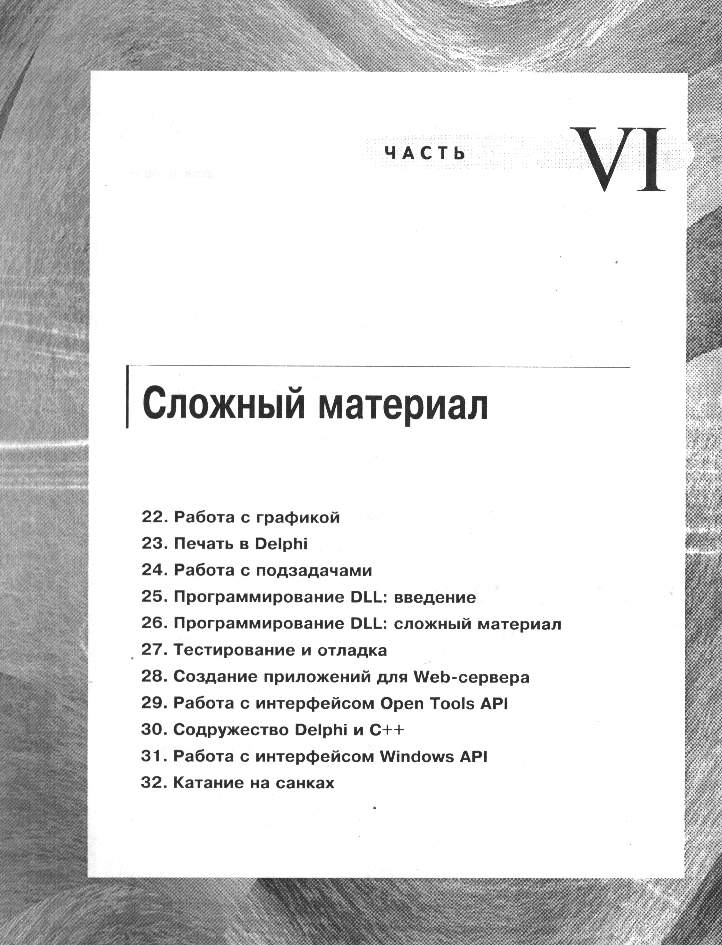 ЧАСТЬ VI
Сложный материал
22. Работа с графикой
23. Печать в Delphi
24. Работа с подзадачами
25. Программирование DLL: введение
26. Программирование DLL: сложный материал
27. Тестирование и отладка
28. Создание приложений для Web-сервера
29. Работа с интерфейсом Open Tools API
30. Содружество Delphi и C++
31. Работа с интерфейсом Windows API
32. Катание на санках